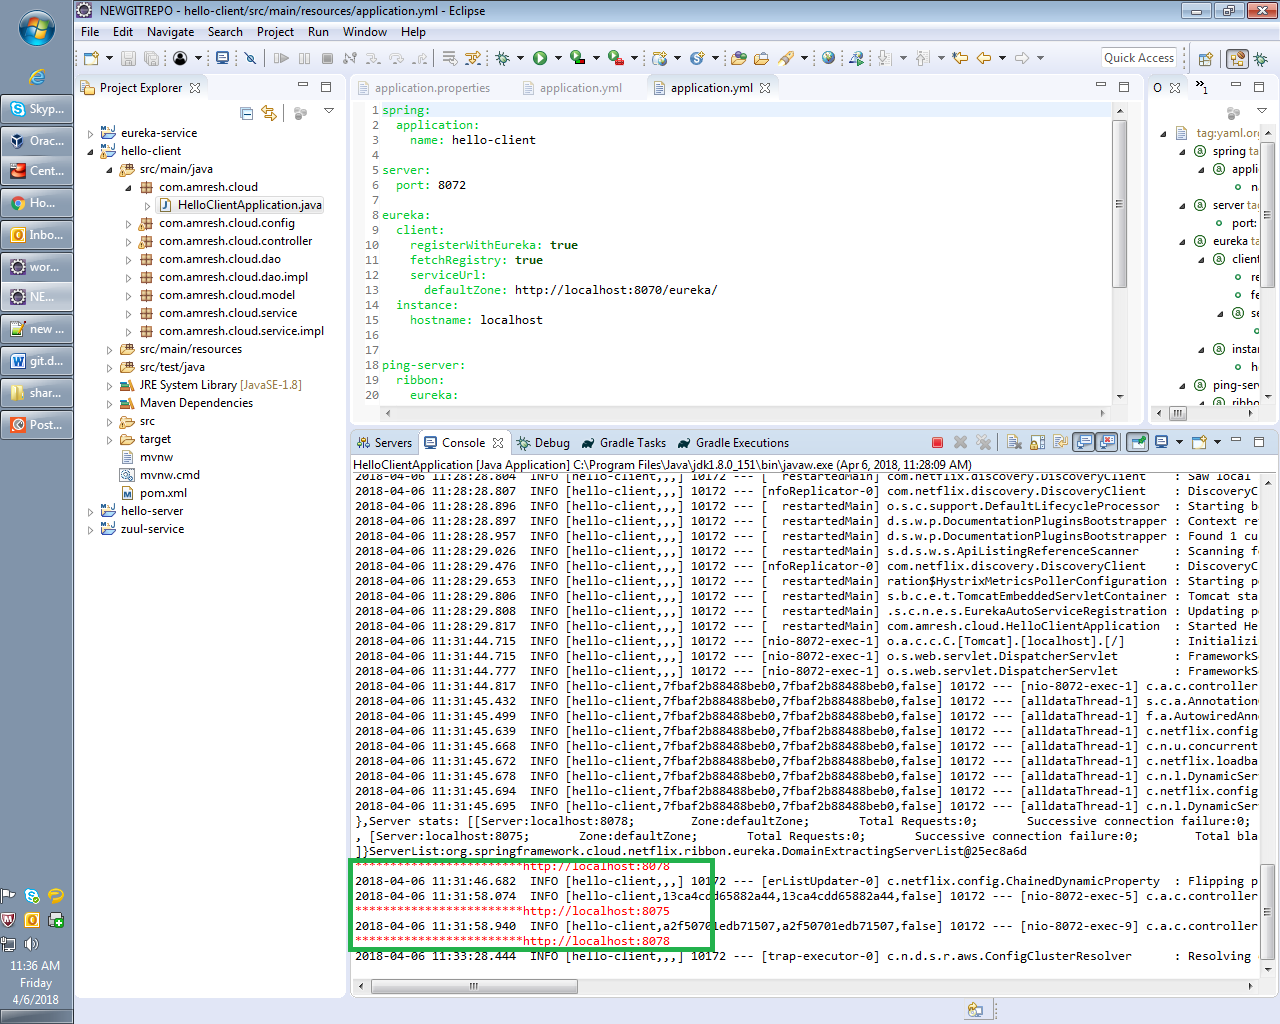 NEWGITREPO - hello-client/src/main/resources/application.yml - Eclipse
File Edit Navigate Search Project Run Window Help
Quick Access
Skyp...
Orac...
Cent...
Ho...
Inbo...
wor...
NE...
new ...
git.d...
shar...
Post...
11:36 AM
Friday
4/6/2018
Project Explorer
eureka-service
hello-client
src/main/java
com.amresh.cloud
HelloClientApplication.java
com.amresh.cloud.config
com.amresh.cloud.controller
com.amresh.cloud.dao
com.amresh.cloud.dao.impl
com.amresh.cloud.model
com.amresh.cloud.service
com.amresh.cloud.service.impl
src/main/resources
src/test/java
JRE System Library [JavaSE-1.8]
Maven Dependencies
src
target
mvnw
mvnw.cmd
pom.xml
hello-server
zuul-service
application.properties application.yml application.yml
1 spring:
2 application:
3 name: hello-client
4
5 server:
6 port: 8072
7
8 eureka:
9 client:
10 registerWithEureka: true
11 fetchRegistry: true
12 serviceUrl:
13 defaultZone: http://localhost:8070/eureka/
14 instance:
15 hostname: localhost
16
17
18 ping-server:
19 ribbon:
20 eureka:
O »1
tag:yaml.org
spring ta
appli
na
server tag
port:
eureka ta
client
re
fe
se
instar
ho
ping-serv
ribbo
Servers Console Debug Gradle Tasks Gradle Executions
HelloClientApplication [Java Application] C:\Program Files\Java\jdk1.8.0_151\bin\javaw.exe (Apr 6, 2018, 11:28:09 AM)
2018-04-06 11:28:28.804 INFO [hello-client,,,] 10172 --- [ restartedMain] com.netflix.discovery.DiscoveryClient : Saw local
2018-04-06 11:28:28.807 INFO [hello-client,,,] 10172 --- [nfoReplicator-0] com.netflix.discovery.DiscoveryClient : DiscoveryC
2018-04-06 11:28:28.896 INFO [hello-client,,,] 10172 --- [ restartedMain] o.s.c.support.DefaultLifecycleProcessor : Starting b
2018-04-06 11:28:28.908 INFO [hello-client,,,] 10172 --- [ restartedMain] d.s.w.p.DocumentationPluginsBootstrapper : Context re
2018-04-06 11:28:28.957 INFO [hello-client,,,] 10172 --- [ restartedMain] d.s.w.p.DocumentationPluginsBootstrapper : Found 1 cu
2018-04-06 11:28:29.026 INFO [hello-client,,,] 10172 --- [ restartedMain] s.d.s.w.s.ApiListingReferenceScanner : Scanning fo
2018-04-06 11:28:29.476 INFO [hello-client,,,] 10172 --- [nfoReplicator-0] com.netflix.discovery.DiscoveryClient : DiscoveryC
2018-04-06 11:28:29.653 INFO [hello-client,,,] 10172 --- [ restartedMain] ration$HystrixMetricsPollerConfiguration : Starting po
2018-04-06 11:28:29.806 INFO [hello-client,,,] 10172 --- [ restartedMain] s.b.c.e.t.TomcatEmbeddedServletContainer : Tomcat sta
2018-04-06 11:28:29.808 INFO [hello-client,,,] 10172 --- [ restartedMain] .s.c.n.e.s.EurekaAutoServiceRegistration : Updating po
2018-04-06 11:28:29.817 INFO [hello-client,,,] 10172 --- [ restartedMain] com.amresh.cloud.HelloClientApplication : Started He
2018-04-06 11:31:44.715 INFO [hello-client,,,] 10172 --- [nio-8072-exec-1] o.a.c.c.C.[Tomcat].[localhost].[/] : Initializi
2018-04-06 11:31:44.715 INFO [hello-client,,,] 10172 --- [nio-8072-exec-1] o.s.web.servlet.DispatcherServlet : FrameworkS
2018-04-06 11:31:44.777 INFO [hello-client,,,] 10172 --- [nio-8072-exec-1] o.s.web.servlet.DispatcherServlet : FrameworkS
2018-04-06 11:31:44.817 INFO [hello-client,7fbaf2b88488beb0,7fbaf2b88488beb0,false] 10172 --- [nio-8072-exec-1] c.a.c.controller
2018-04-06 11:31:45.432 INFO [hello-client,7fbaf2b88488beb0,7fbaf2b88488beb0,false] 10172 --- [alldataThread-1] s.c.a.Annotation
2018-04-06 11:31:45.499 INFO [hello-client,7fbaf2b88488beb0,7fbaf2b88488beb0,false] 10172 --- [alldataThread-1] f.a.AutowiredAnn
2018-04-06 11:31:45.639 INFO [hello-client,7fbaf2b88488beb0,7fbaf2b88488beb0,false] 10172 --- [alldataThread-1] c.netflix.config
2018-04-06 11:31:45.668 INFO [hello-client,7fbaf2b88488beb0,7fbaf2b88488beb0,false] 10172 --- [alldataThread-1] c.n.u.concurrent
2018-04-06 11:31:45.672 INFO [hello-client,7fbaf2b88488beb0,7fbaf2b88488beb0,false] 10172 --- [alldataThread-1] c.netflix.loadba
2018-04-06 11:31:45.678 INFO [hello-client,7fbaf2b88488beb0,7fbaf2b88488beb0,false] 10172 --- [alldataThread-1] c.n.l.DynamicSer
2018-04-06 11:31:45.694 INFO [hello-client,7fbaf2b88488beb0,7fbaf2b88488beb0,false] 10172 --- [alldataThread-1] c.netflix.config
2018-04-06 11:31:45.695 INFO [hello-client,7fbaf2b88488beb0,7fbaf2b88488beb0,false] 10172 --- [alldataThread-1] c.n.l.DynamicSer
},Server stats: [[Server:localhost:8078; Zone:defaultZone; Total Requests:0; Successive connection failure:0;
, [Server:localhost:8075; Zone:defaultZone; Total Requests:0; Successive connection failure:0; Total bla
]}ServerList:org.springframework.cloud.netflix.ribbon.eureka.DomainExtractingServerList@25ec8a6d
************************http://localhost:8078
2018-04-06 11:31:46.682 INFO [hello-client,,,] 10172 --- [erListUpdater-0] c.netflix.config.ChainedDynamicProperty : Flipping p
2018-04-06 11:31:58.074 INFO [hello-client,13ca4cdd65882a44,13ca4cdd65882a44,false] 10172 --- [nio-8072-exec-5] c.a.c.controller
************************http://localhost:8075
2018-04-06 11:31:58.940 INFO [hello-client,a2f50701edb71507,a2f50701edb71507,false] 10172 --- [nio-8072-exec-9] c.a.c.controller
************************http://localhost:8078
2018-04-06 11:33:28.444 INFO [hello-client,,,] 10172 --- [trap-executor-0] c.n.d.s.r.aws.ConfigClusterResolver : Resolving